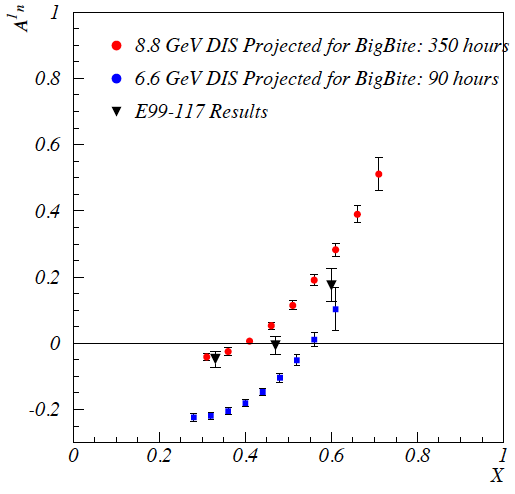 A¹ₙ
1
8.8 GeV DIS Projected for BigBite: 350 hours
0.8
6.6 GeV DIS Projected for BigBite: 90 hours
E99-117 Results
0.6
0.4
0.2
0
-0.2
0 0.2 0.4 0.6 0.8 1
X